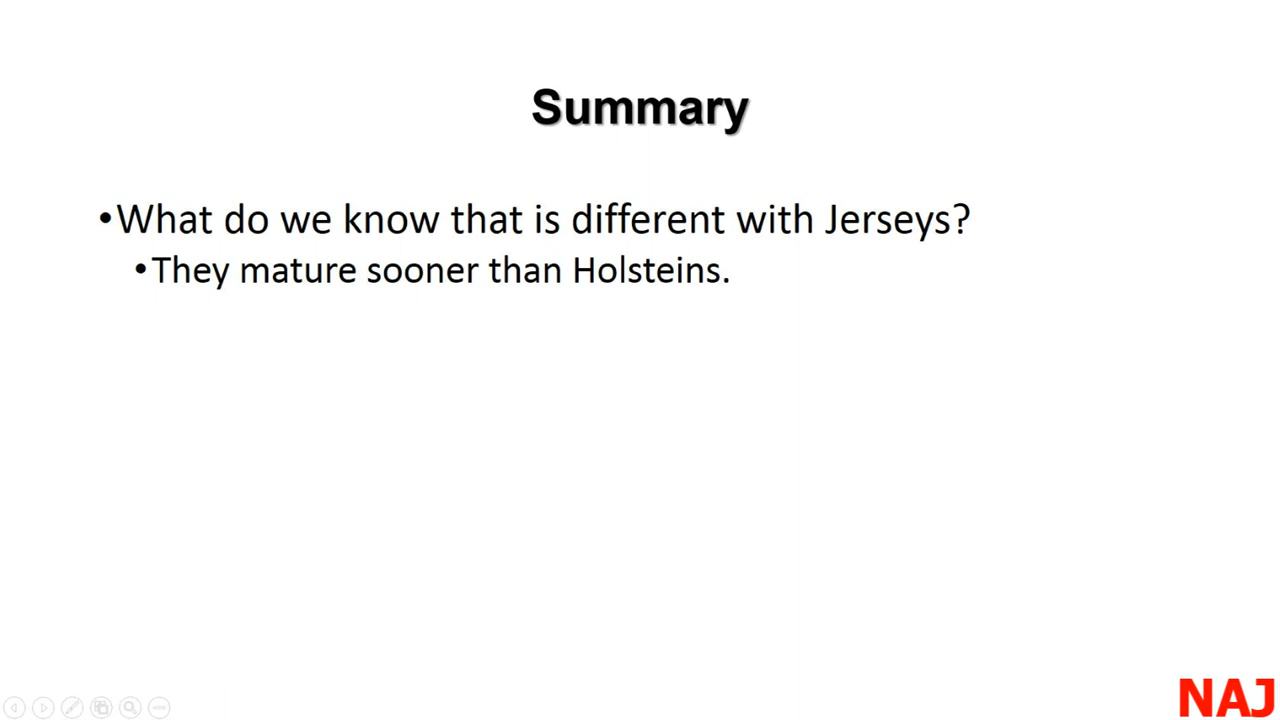 Summary
•What do we know that is different with Jerseys?
•They mature sooner than Holsteins.
NAJ